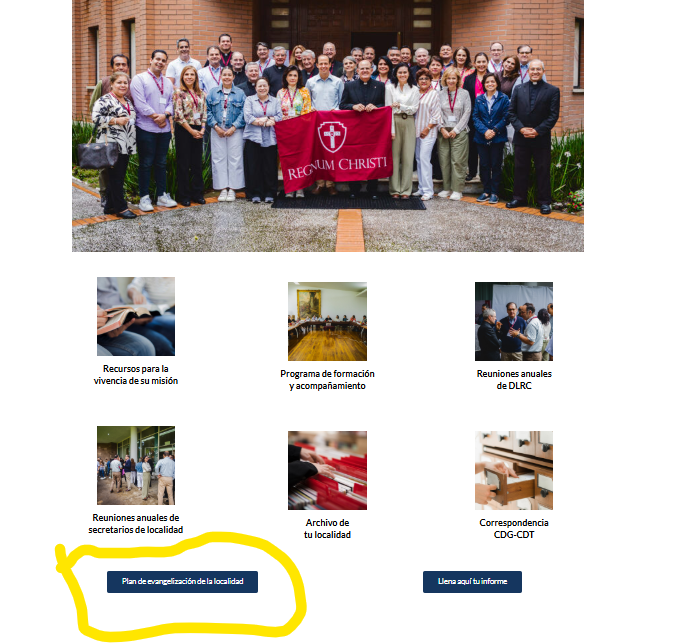 REGNUM CHRISTI
Recursos para la
vivencia de su misión
Programa de formación
y acompañamiento
Reuniones anuales
de DLRC
Reuniones anuales de
secretarios de localidad
Archivo de
tu localidad
Correspondencia
CDG-CDT
Plan de evangelización de la localidad
Llena aquí tu informe